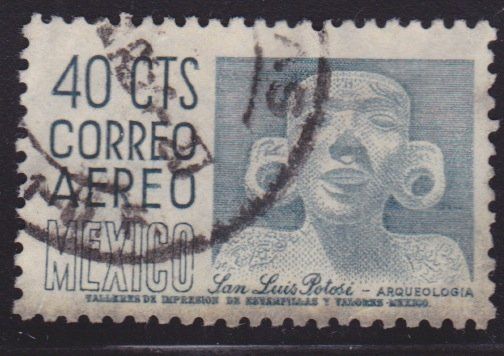 40 CTS
CORREO
AEREO
MEXICO
San Luis Potosí – ARQUEOLOGIA
TALLERES DE IMPRESION DE ESTAMPILLAS Y VALORES-MEXICO.